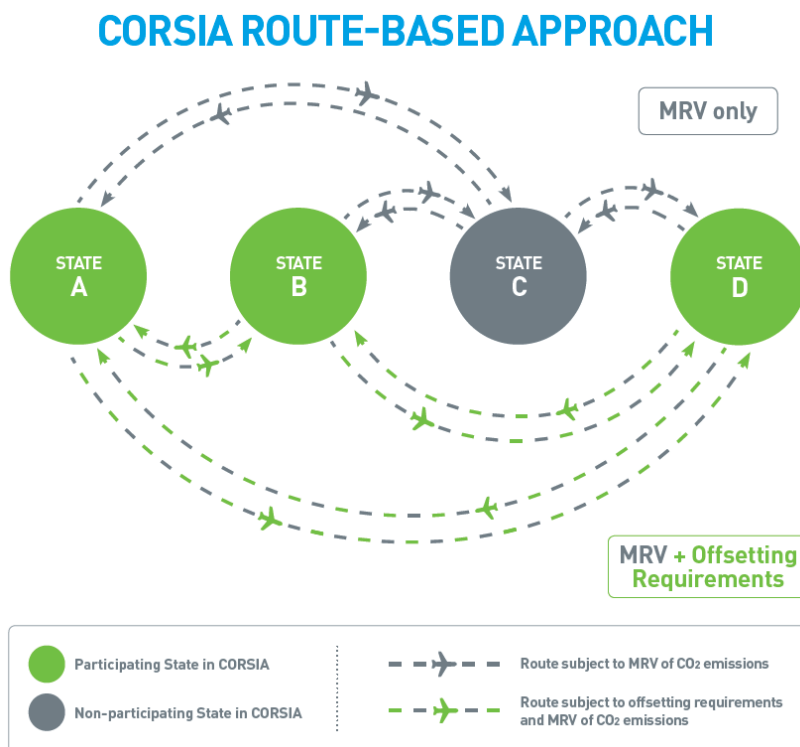 CORSIA ROUTE-BASED APPROACH
MRV only
STATE
A
STATE
B
STATE
C
STATE
D
MRV + Offsetting
Requirements
Participating State in CORSIA
Non-participating State in CORSIA
Route subject to MRV of CO₂ emissions
Route subject to offsetting requirements
and MRV of CO₂ emissions